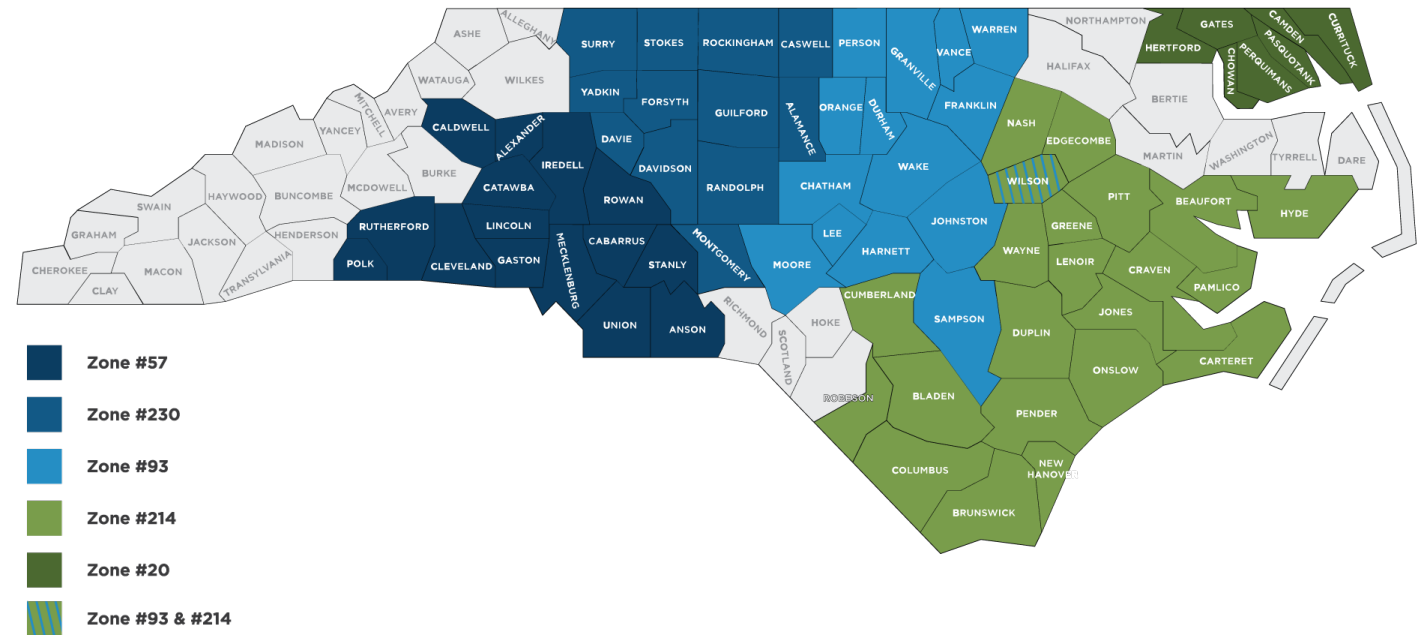 ALLEGHANY
NORTHAMPTON
CAMDEN
CURRITUCK
GATES
ASHE
SURRY
STOKES
ROCKINGHAM
CASWELL
PERSON
GRANVILLE
VANCE
WARREN
HERTFORD
PASQUOTANK
PERQUIMANS
CHOWAN
WATAUGA
WILKES
HALIFAX
YADKIN
FORSYTH
BERTIE
MITCHELL
AVERY
GUILFORD
ALAMANCE
ORANGE
DURHAM
FRANKLIN
NASH
YANCEY
CALDWELL
ALEXANDER
DAVIE
EDGECOMBE
MADISON
IREDELL
DAVIDSON
WAKE
MARTIN
WASHINGTON
TYRRELL
DARE
BURKE
MCDOWELL
CATAWBA
RANDOLPH
CHATHAM
WILSON
HAYWOOD
BUNCOMBE
ROWAN
PITT
BEAUFORT
SWAIN
HYDE
RUTHERFORD
LINCOLN
JOHNSTON
GREENE
GRAHAM
JACKSON
HENDERSON
CABARRUS
MONTGOMERY
LEE
HARNETT
WAYNE
CHEROKEE
MACON
TRANSYLVANIA
POLK
CLEVELAND
GASTON
MECKLENBURG
STANLY
MOORE
LENOIR
CRAVEN
CLAY
PAMLICO
CUMBERLAND
JONES
UNION
ANSON
RICHMOND
HOKE
SAMPSON
DUPLIN
SCOTLAND
CARTERET
ONSLOW
ROBESON
BLADEN
PENDER
COLUMBUS
NEW
HANOVER
BRUNSWICK
Zone #57
Zone #230
Zone #93
Zone #214
Zone #20
Zone #93 & #214